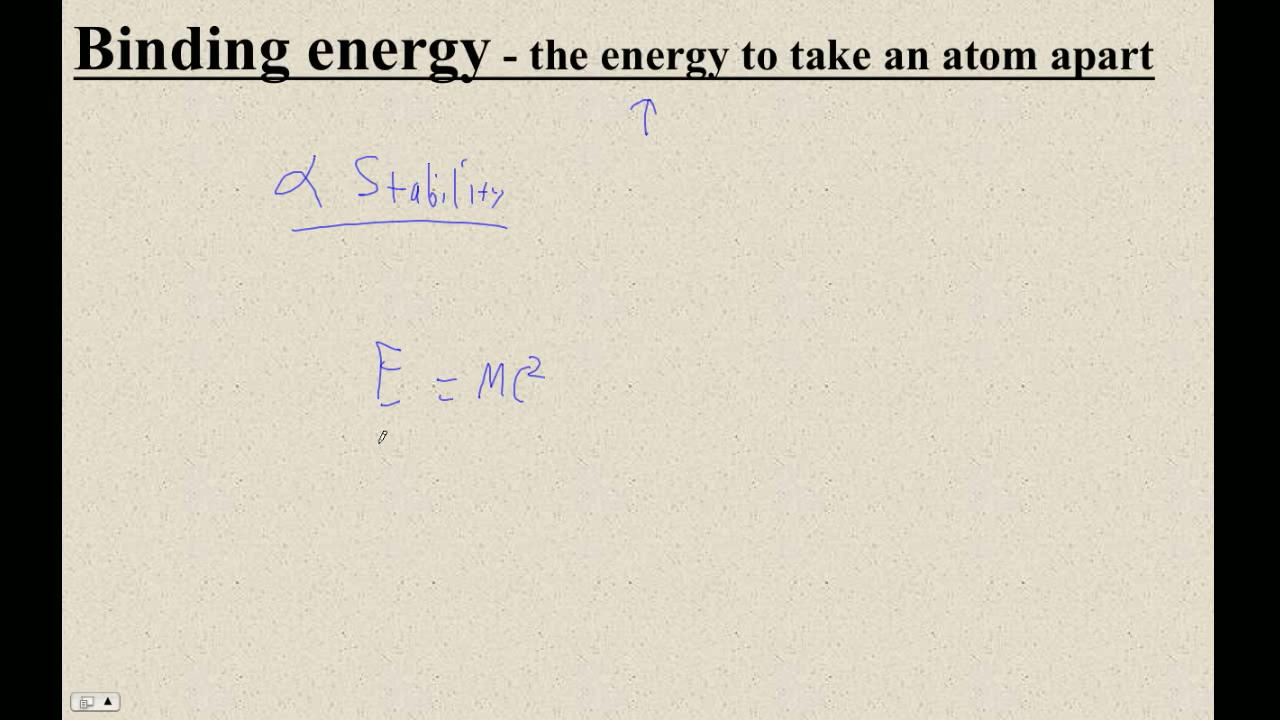 Binding energy - the energy to take an atom apart
↑
∝ Stability
E = MC²